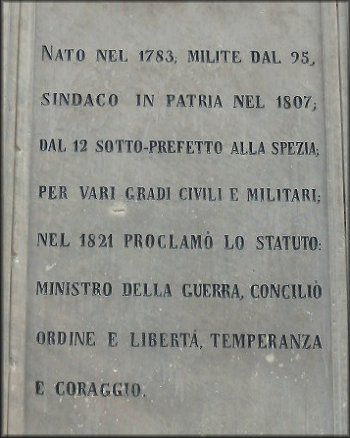 NATO NEL 1783; MILITE DAL 95,
SINDACO IN PATRIA NEL 1807;
DAL 12 SOTTO-PREFETTO ALLA SPEZIA;
PER VARI GRADI CIVILI E MILITARI;
NEL 1821 PROCLAMÒ LO STATUTO:
MINISTRO DELLA GUERRA, CONCILIÒ
ORDINE E LIBERTÁ, TEMPERANZA
E CORAGGIO.